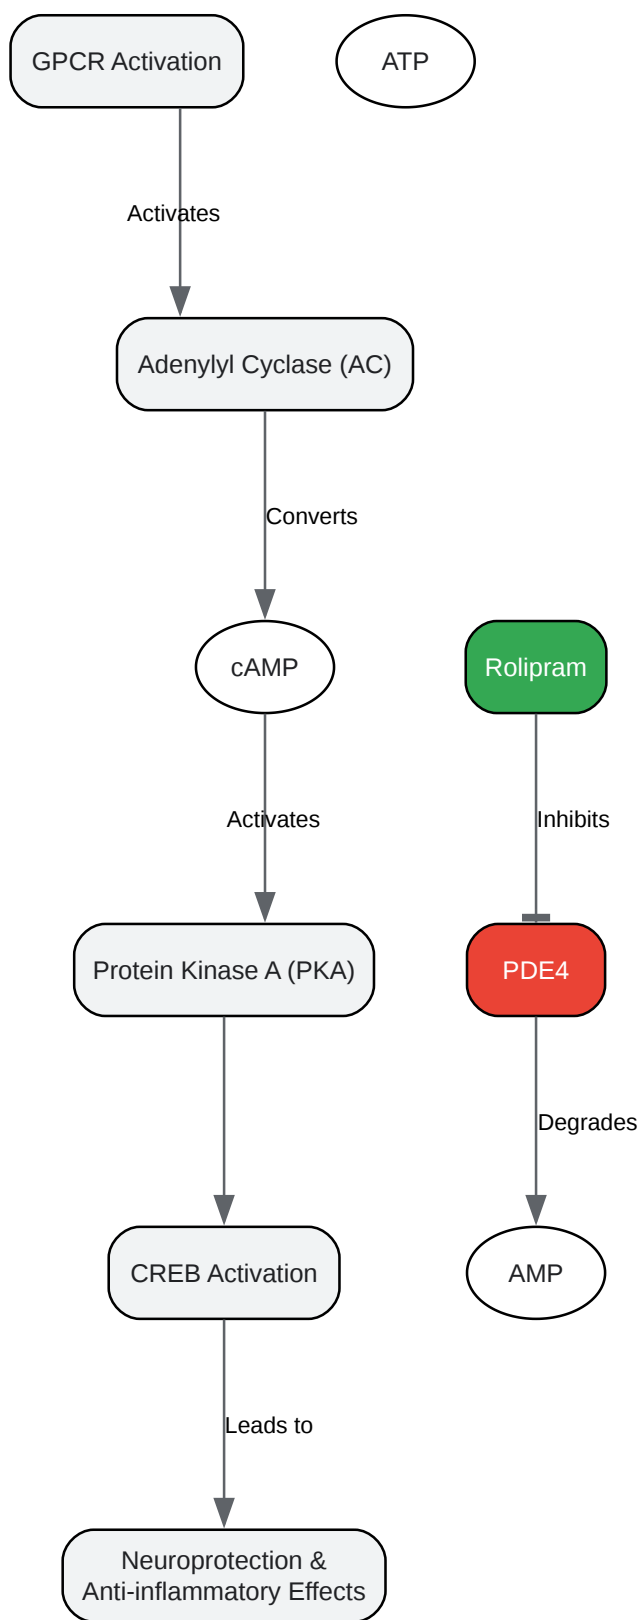 GPCR Activation
ATP
Activates
Adenylyl Cyclase (AC)
Converts
cAMP
Rolipram
Activates
Inhibits
Protein Kinase A (PKA)
PDE4
Degrades
CREB Activation
AMP
Leads to
Neuroprotection &
Anti-inflammatory Effects